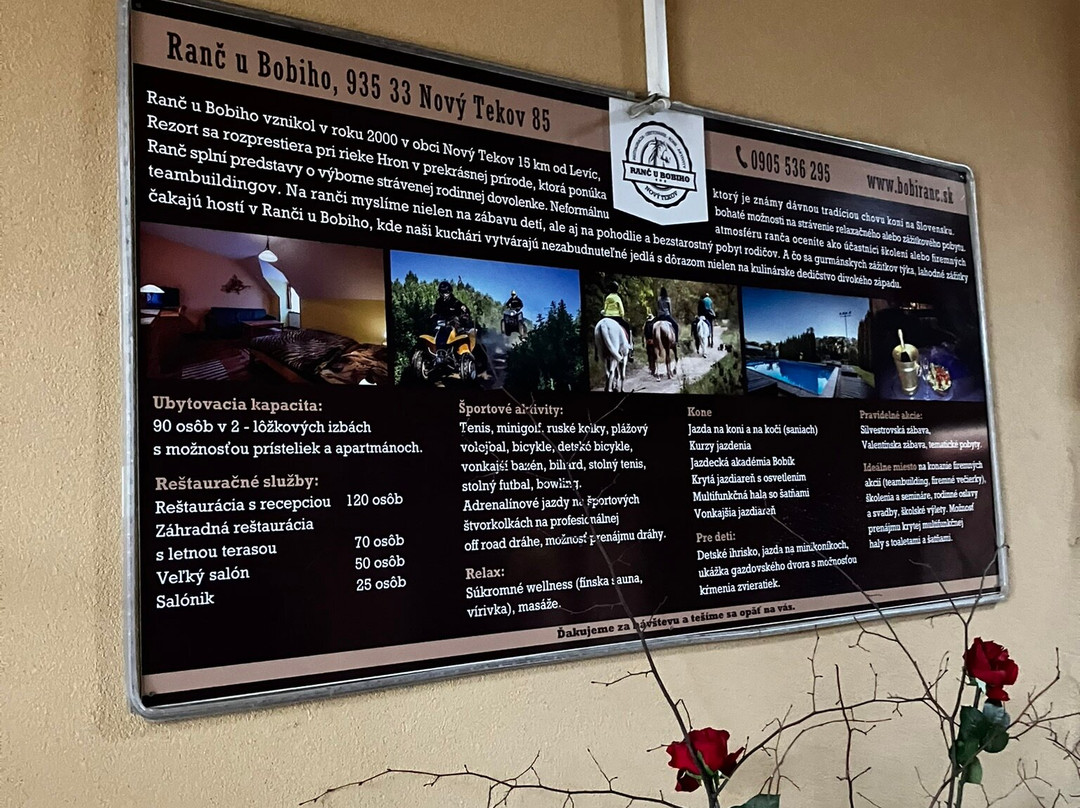 Ranč u Bobiho, 935 33 Nový Tekov 85
RANČ U BOBIHO
NOVÝ TEKOV
0905 536 295
www.bobiranc.sk
Ranč u Bobiho vznikol v roku 2000 v obci Nový Tekov 15 km od Levíc,
ktorý je známy dávnou tradíciou chovu koní na Slovensku.
Rezort sa rozprestiera pri rieke Hron v prekrásnej prírode, ktorá ponúka
bohaté možnosti na strávenie relaxačného alebo zážitkového pobytu.
Ranč splní predstavy o výborne strávenej rodinnej dovolenke. Neformálnu
atmosféru ranča oceníte ako účastníci školení alebo firemných
teambuildingov. Na ranči myslíme nielen na zábavu detí, ale aj na pohodlie a bezstarostný pobyt rodičov. A čo sa gurmánskych zážitkov týka, lahodné zážitky
čakajú hostí v Ranči u Bobiho, kde naši kuchári vytvárajú nezabudnuteľné jedlá s dôrazom nielen na kulinárske dedičstvo divokého západu.
Ubytovacia kapacita:
90 osôb v 2 - lôžkových izbách
s možnosťou prísteliek a apartmánoch.
Reštauračné služby:
Reštaurácia s recepciou 120 osôb
Záhradná reštaurácia
s letnou terasou 70 osôb
Veľký salón 50 osôb
Salónik 25 osôb
Športové aktivity:
Tenis, minigolf, ruské kolky, plážový
volejbal, bicykle, detské bicykle,
vonkajší bazén, biliard, stolný tenis,
stolný futbal, bowling.
Adrenalínové jazdy na športových
štvorkolkách na profesionálnej
off road dráhe, možnosť prenájmu dráhy.
Relax:
Súkromné wellness (fínska sauna,
vírivka), masáže.
Kone
Jazda na koni a na koči (saniach)
Kurzy jazdenia
Jazdecká akadémia Bobík
Krytá jazdiareň s osvetlením
Multifunkčná hala so šatňami
Vonkajšia jazdiareň
Pre deti:
Detské ihrisko, jazda na minikoníkoch,
ukážka gazdovského dvora s možnosťou
kŕmenia zvieratiek.
Pravidelné akcie:
Silvestrovská zábava,
Valentínska zábava, tematické pobyty.
Ideálne miesto na konanie firemných
akcií (teambuilding, firemné večierky),
školenia a semináre, rodinné oslavy
a svadby, školské výlety. Možnosť
prenájmu krytej multifunkčnej
haly s toaletami a šatňami.
Ďakujeme za návštevu a tešíme sa opäť na vás.